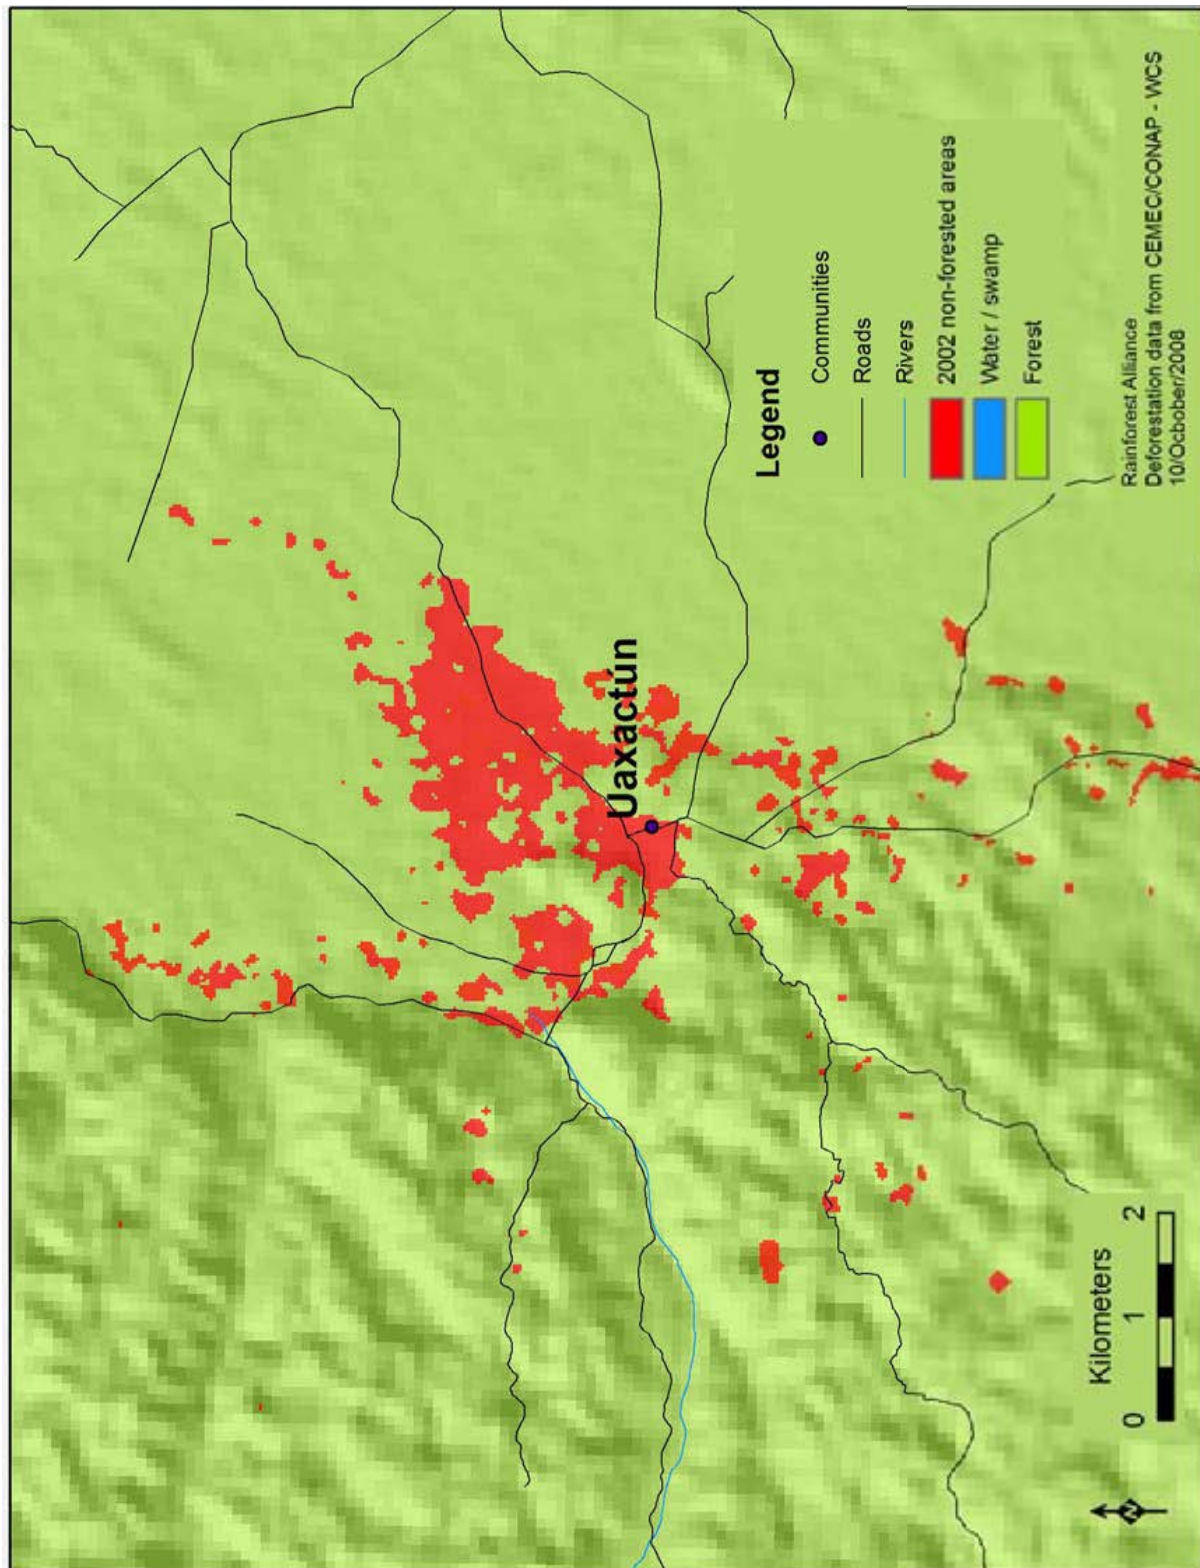 Uaxactún
Legend
Communities
Roads
Rivers
2002 non-forested areas
Water / swamp
Forest
Rainforest Alliance
Deforestation data from CEMEC/CONAP - WCS
10/Ocbober/2008
Kilometers
0 1 2
N